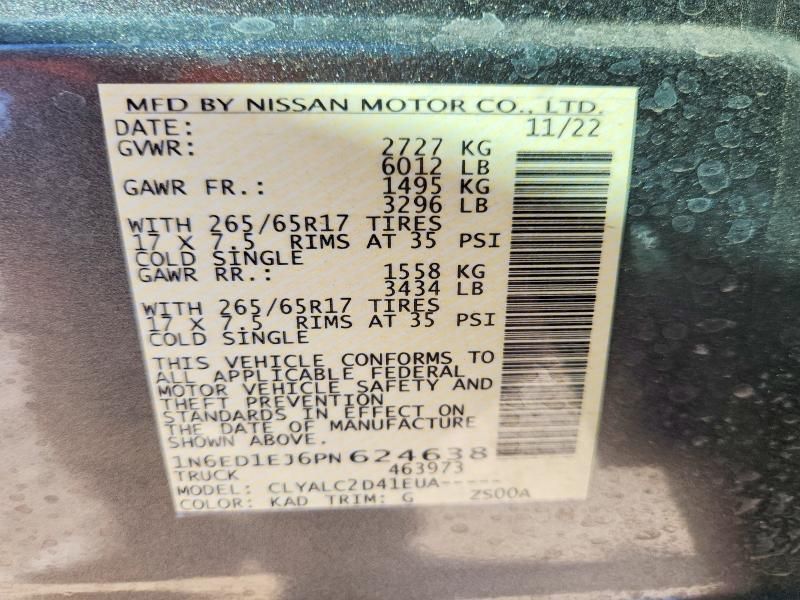 MFD BY NISSAN MOTOR CO., LTD.
DATE: 11/22
GVWR: 2727 KG
6012 LB
GAWR FR.: 1495 KG
3296 LB
WITH 265/65R17 TIRES
17 X 7.5 RIMS AT 35 PSI
COLD SINGLE
GAWR RR.: 1558 KG
3434 LB
WITH 265/65R17 TIRES
17 X 7.5 RIMS AT 35 PSI
COLD SINGLE
THIS VEHICLE CONFORMS TO
ALL APPLICABLE FEDERAL
MOTOR VEHICLE SAFETY AND
THEFT PREVENTION
STANDARDS IN EFFECT ON
THE DATE OF MANUFACTURE
SHOWN ABOVE.
1N6ED1EJ6PN624638
TRUCK 463973
MODEL: CLYALC2D41EUA-----
COLOR: KAD TRIM: G ZS00A